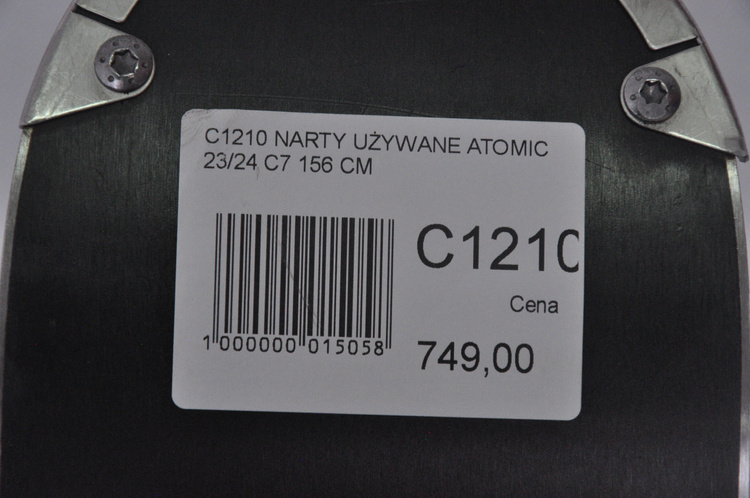 C1210 NARTY UŻYWANE ATOMIC
23/24 C7 156 CM
C1210
Cena
1 000000 015058
749,00